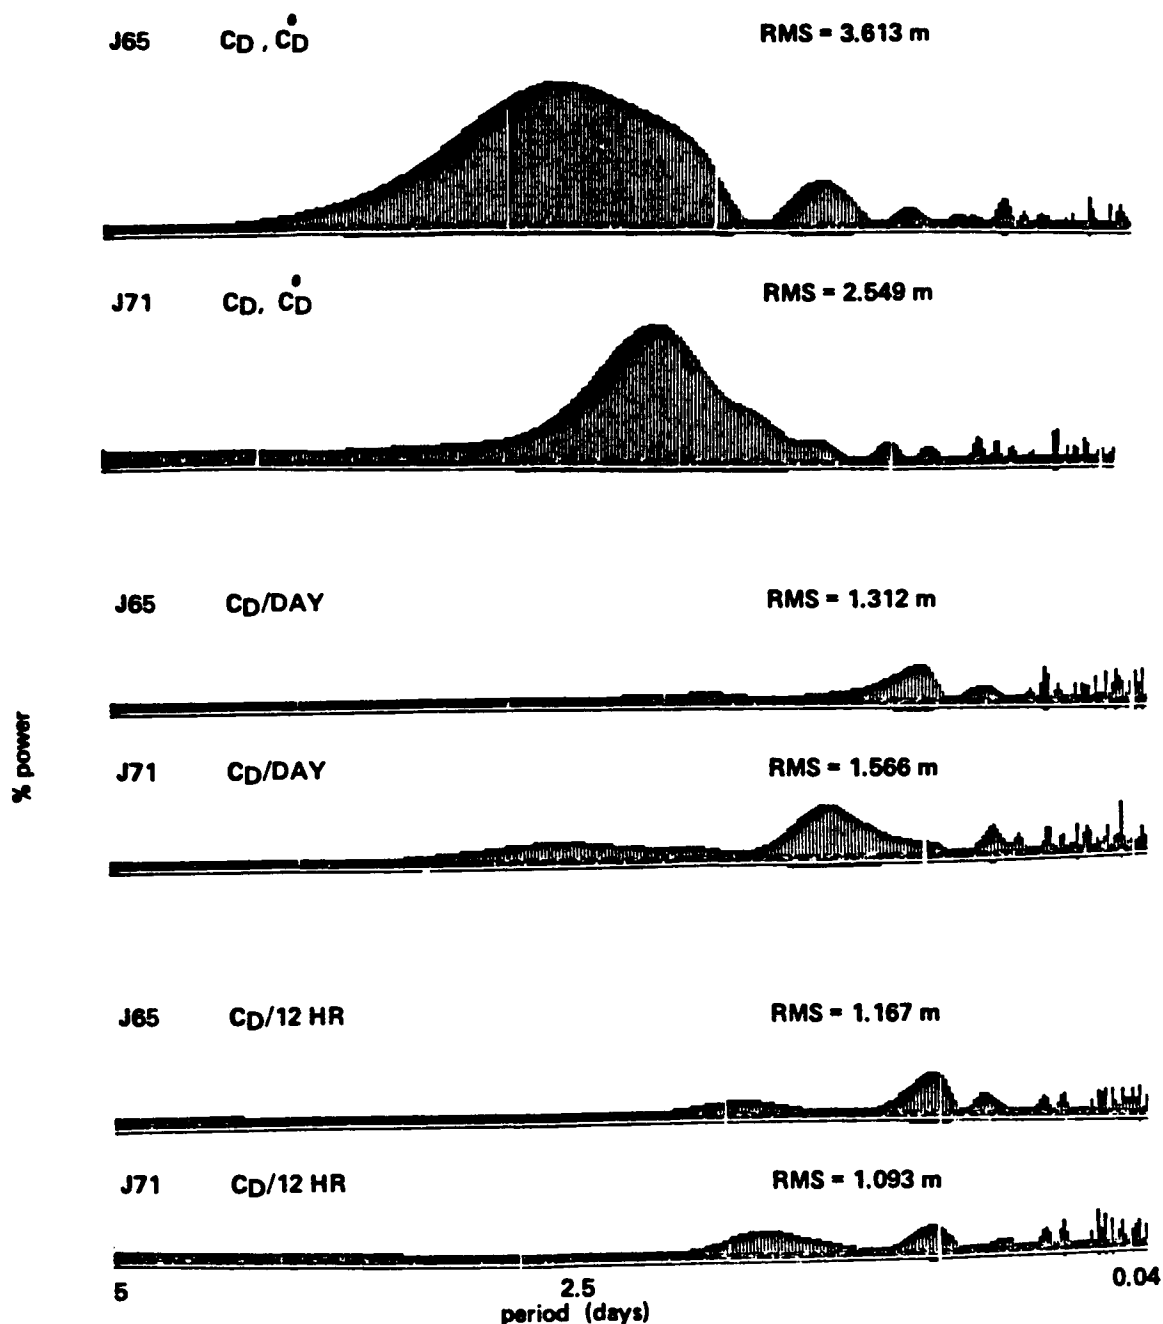 J65 CD , ĊD RMS = 3.613 m
J71 CD, ĊD RMS = 2.549 m
J65 CD/DAY RMS = 1.312 m
% power
J71 CD/DAY RMS = 1.566 m
J65 CD/12 HR RMS = 1.167 m
J71 CD/12 HR RMS = 1.093 m
5 2.5 0.04
period (days)